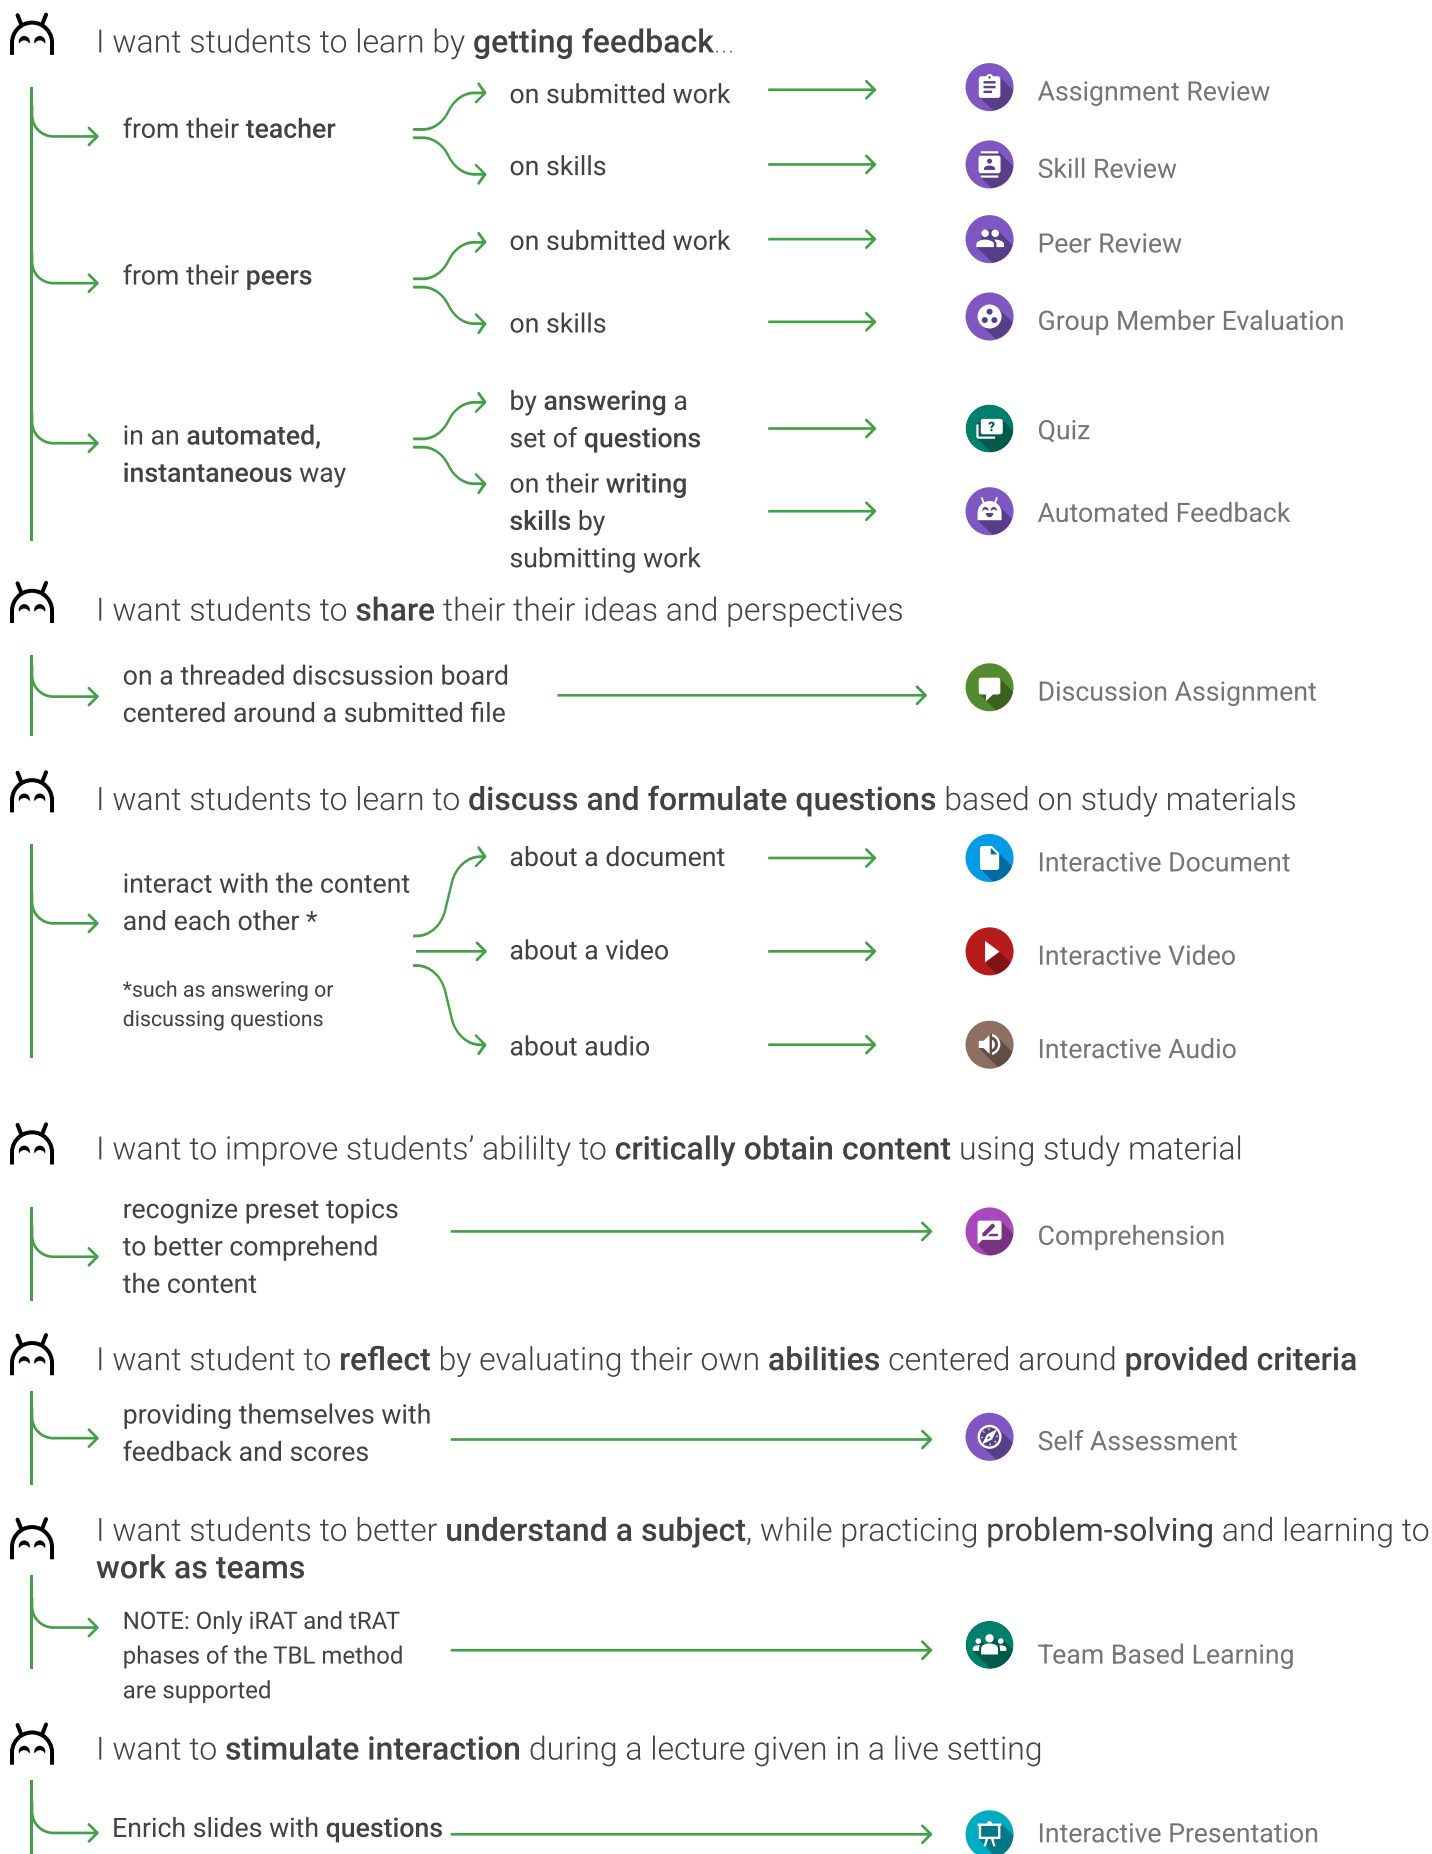 I want students to learn by getting feedback...
from their teacher
on submitted work
Assignment Review
on skills
Skill Review
from their peers
on submitted work
Peer Review
on skills
Group Member Evaluation
in an automated,
instantaneous way
by answering a
set of questions
Quiz
on their writing
skills by
submitting work
Automated Feedback
I want students to share their their ideas and perspectives
on a threaded discsussion board
centered around a submitted file
Discussion Assignment
I want students to learn to discuss and formulate questions based on study materials
interact with the content
and each other *
*such as answering or
discussing questions
about a document
Interactive Document
about a video
Interactive Video
about audio
Interactive Audio
I want to improve students’ abililty to critically obtain content using study material
recognize preset topics
to better comprehend
the content
Comprehension
I want student to reflect by evaluating their own abilities centered around provided criteria
providing themselves with
feedback and scores
Self Assessment
I want students to better understand a subject, while practicing problem-solving and learning to
work as teams
NOTE: Only iRAT and tRAT
phases of the TBL method
are supported
Team Based Learning
I want to stimulate interaction during a lecture given in a live setting
Enrich slides with questions
Interactive Presentation